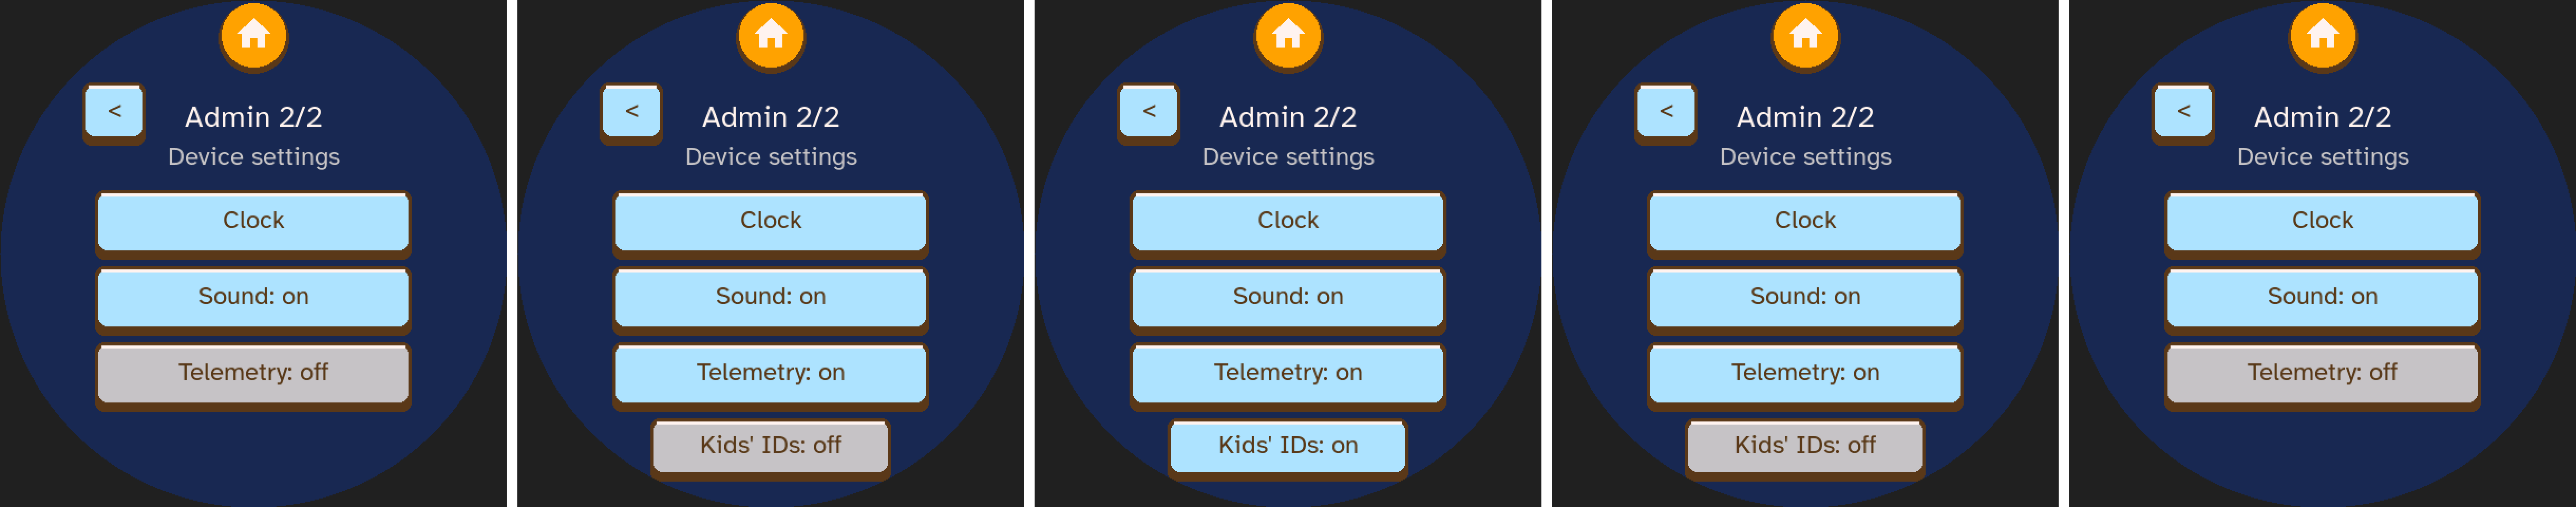 <
Admin 2/2
Device settings
Clock
Sound: on
Telemetry: off
<
Admin 2/2
Device settings
Clock
Sound: on
Telemetry: on
Kids' IDs: off
<
Admin 2/2
Device settings
Clock
Sound: on
Telemetry: on
Kids' IDs: on
<
Admin 2/2
Device settings
Clock
Sound: on
Telemetry: on
Kids' IDs: off
<
Admin 2/2
Device settings
Clock
Sound: on
Telemetry: off